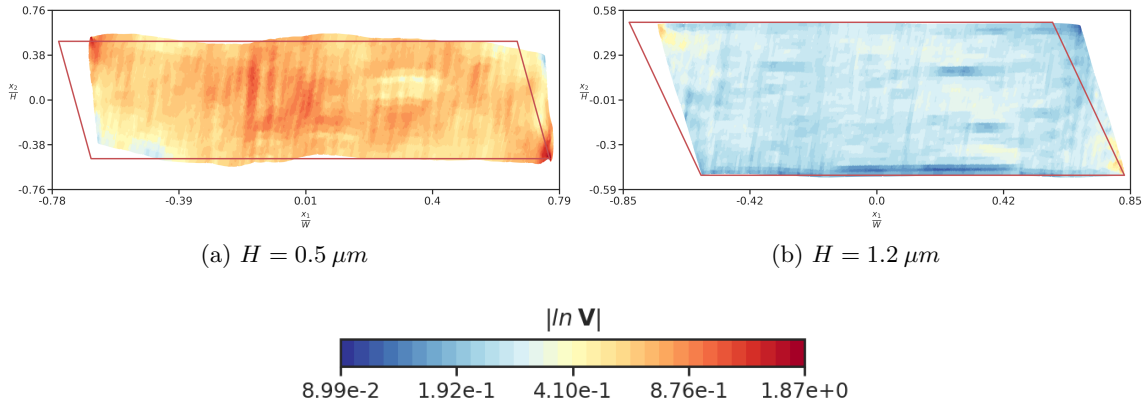 0.76
0.38
0.0
-0.38
-0.76
x₂
H
-0.78 -0.39 0.01 0.4 0.79
x₁
W
(a) H = 0.5 μm
0.58
0.29
-0.01
-0.3
-0.59
x₂
H
-0.85 -0.42 0.0 0.42 0.85
x₁
W
(b) H = 1.2 μm
|ln V|
8.99e-2 1.92e-1 4.10e-1 8.76e-1 1.87e+0